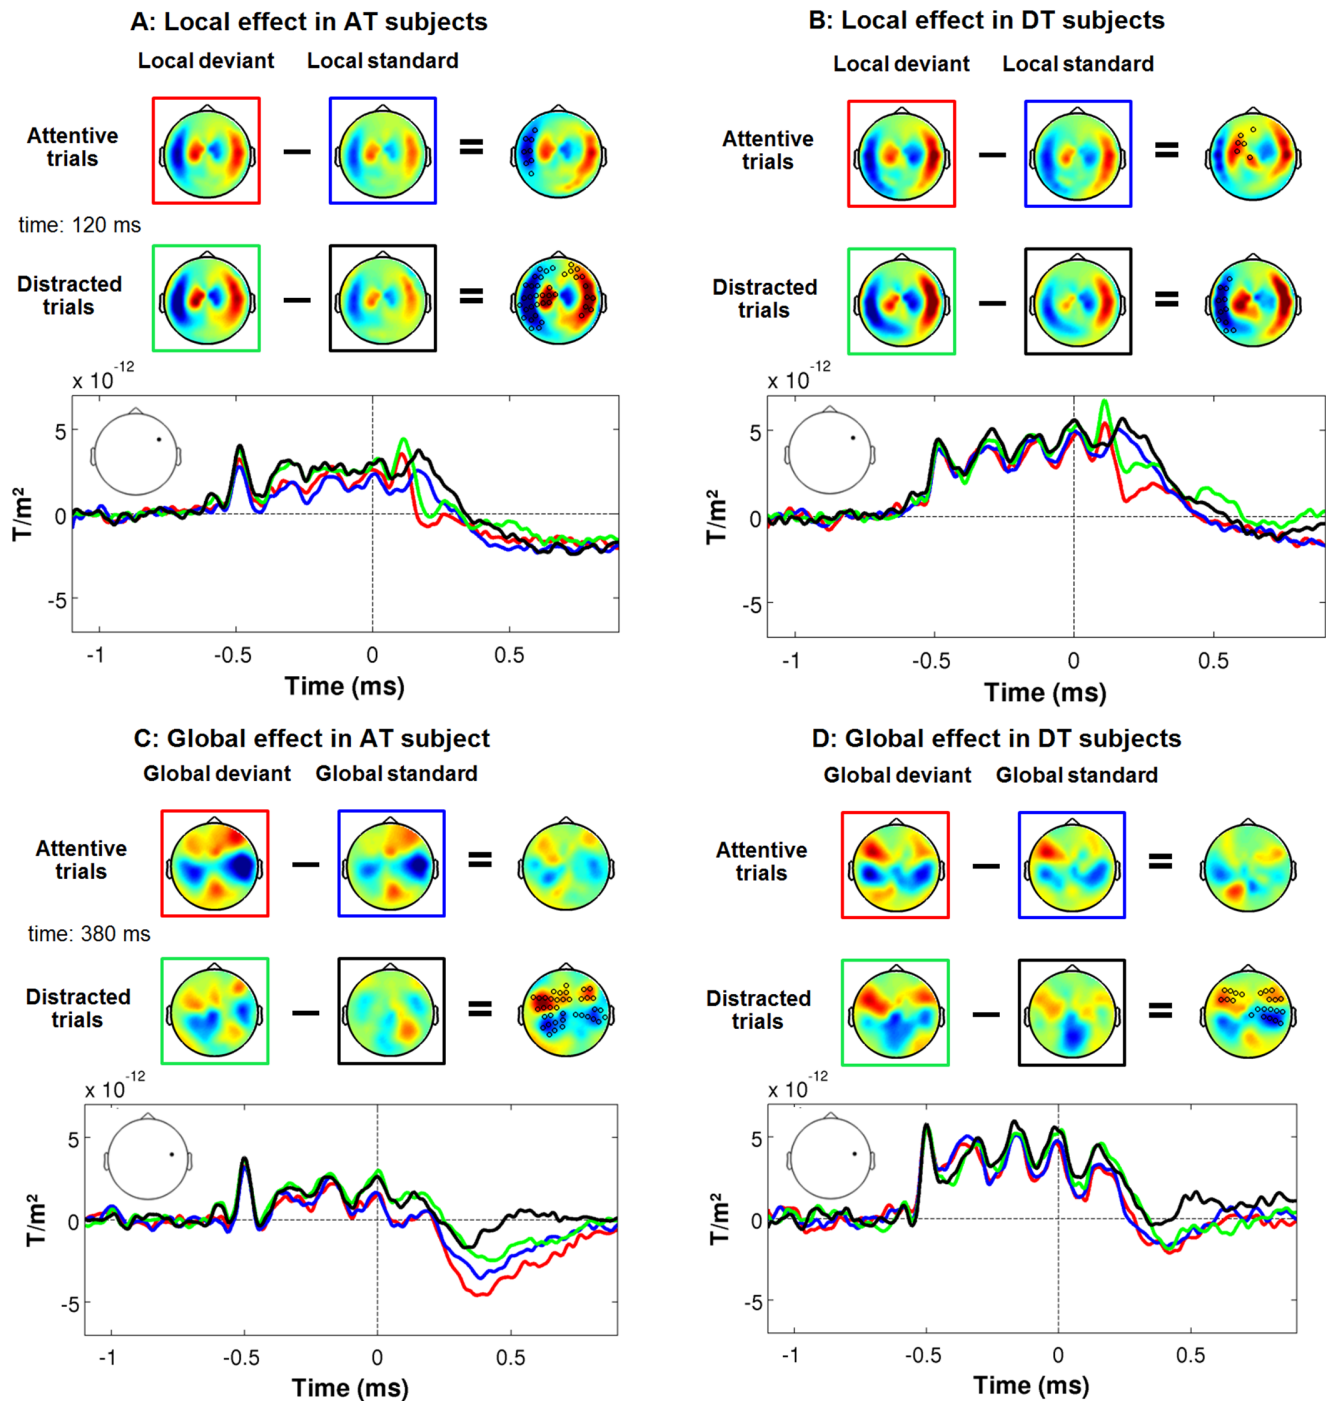 A: Local effect in AT subjects
Local deviant Local standard
Attentive
trials
time: 120 ms
Distracted
trials
x 10-12
5
0
-5
T/m²
-1 -0.5 0 0.5
Time (ms)
B: Local effect in DT subjects
Local deviant Local standard
Attentive
trials
Distracted
trials
x 10-12
5
0
-5
T/m²
-1 -0.5 0 0.5
Time (ms)
C: Global effect in AT subject
Global deviant Global standard
Attentive
trials
time: 380 ms
Distracted
trials
x 10-12
5
0
-5
T/m²
-1 -0.5 0 0.5
Time (ms)
D: Global effect in DT subjects
Global deviant Global standard
Attentive
trials
Distracted
trials
x 10-12
5
0
-5
T/m²
-1 -0.5 0 0.5
Time (ms)